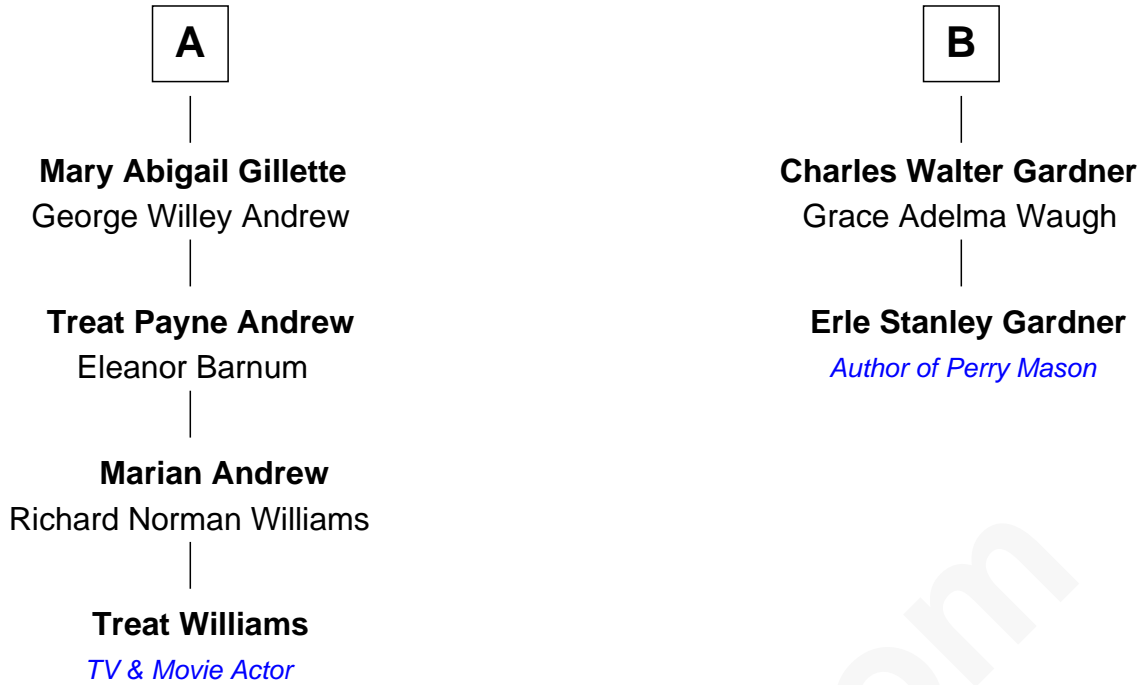 A
Mary Abigail Gillette
George Willey Andrew
Treat Payne Andrew
Eleanor Barnum
Marian Andrew
Richard Norman Williams
Treat Williams
TV & Movie Actor
B
Charles Walter Gardner
Grace Adelma Waugh
Erle Stanley Gardner
Author of Perry Mason
om